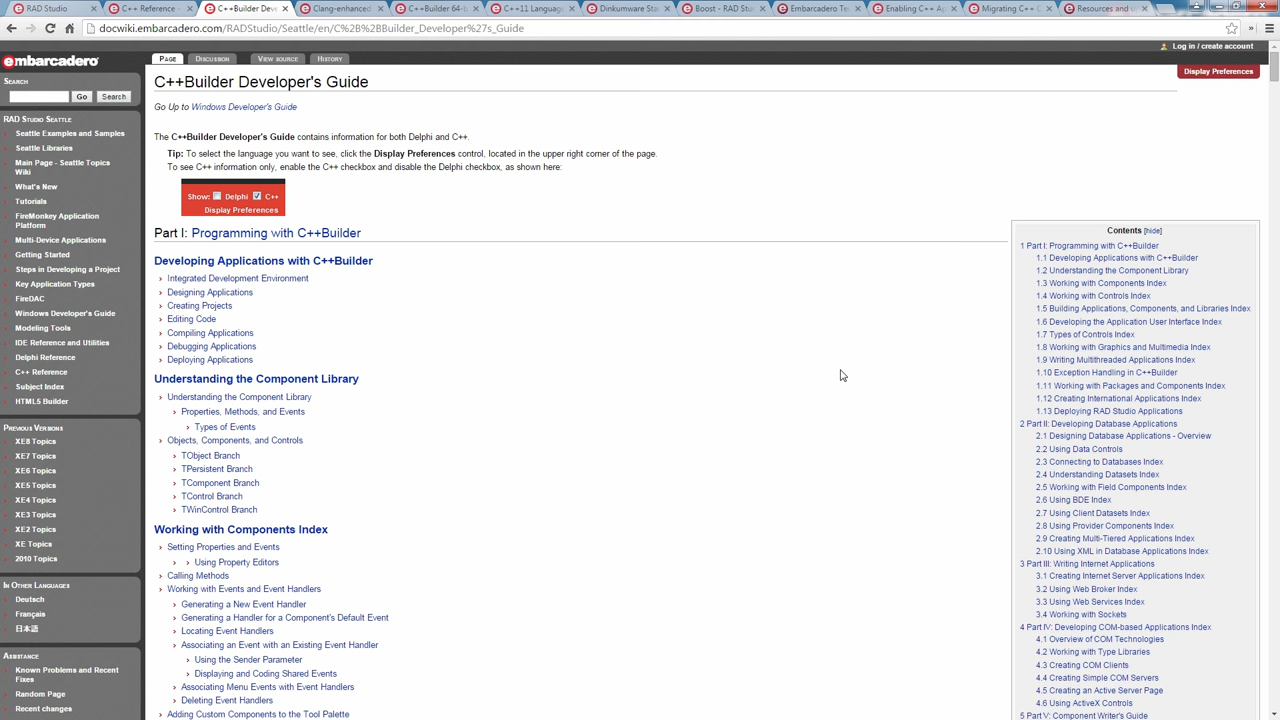 RAD Studio
C++ Reference -
C++Builder Deve
Clang-enhanced
C++Builder 64-b
C++11 Language
Dinkumware Sta
Boost - RAD Stu
Embarcadero Te
Enabling C++ Ap
Migrating C++ C
Resources and o
docwiki.embarcadero.com/RADStudio/Seattle/en/C%2B%2BBuilder_Developer%27s_Guide
Log in / create account
embarcadero
PAGE
DISCUSSION
VIEW SOURCE
HISTORY
Display Preferences
SEARCH
Go
Search
RAD STUDIO SEATTLE
Seattle Examples and Samples
Seattle Libraries
Main Page - Seattle Topics
Wiki
What's New
Tutorials
FireMonkey Application
Platform
Multi-Device Applications
Getting Started
Steps in Developing a Project
Key Application Types
FireDAC
Windows Developer's Guide
Modeling Tools
IDE Reference and Utilities
Delphi Reference
C++ Reference
Subject Index
HTML5 Builder
PREVIOUS VERSIONS
XE8 Topics
XE7 Topics
XE6 Topics
XE5 Topics
XE4 Topics
XE3 Topics
XE2 Topics
XE Topics
2010 Topics
IN OTHER LANGUAGES
Deutsch
Français
日本語
ASSISTANCE
Known Problems and Recent
Fixes
Random Page
Recent changes
C++Builder Developer's Guide
Go Up to Windows Developer's Guide
The C++Builder Developer's Guide contains information for both Delphi and C++.
Tip: To select the language you want to see, click the Display Preferences control, located in the upper right corner of the page.
To see C++ information only, enable the C++ checkbox and disable the Delphi checkbox, as shown here:
Show: Delphi C++
Display Preferences
Part I: Programming with C++Builder
Developing Applications with C++Builder
Integrated Development Environment
Designing Applications
Creating Projects
Editing Code
Compiling Applications
Debugging Applications
Deploying Applications
Understanding the Component Library
Understanding the Component Library
Properties, Methods, and Events
Types of Events
Objects, Components, and Controls
TObject Branch
TPersistent Branch
TComponent Branch
TControl Branch
TWinControl Branch
Working with Components Index
Setting Properties and Events
Using Property Editors
Calling Methods
Working with Events and Event Handlers
Generating a New Event Handler
Generating a Handler for a Component's Default Event
Locating Event Handlers
Associating an Event with an Existing Event Handler
Using the Sender Parameter
Displaying and Coding Shared Events
Associating Menu Events with Event Handlers
Deleting Event Handlers
Adding Custom Components to the Tool Palette
Contents [hide]
1 Part I: Programming with C++Builder
1.1 Developing Applications with C++Builder
1.2 Understanding the Component Library
1.3 Working with Components Index
1.4 Working with Controls Index
1.5 Building Applications, Components, and Libraries Index
1.6 Developing the Application User Interface Index
1.7 Types of Controls Index
1.8 Working with Graphics and Multimedia Index
1.9 Writing Multithreaded Applications Index
1.10 Exception Handling in C++Builder
1.11 Working with Packages and Components Index
1.12 Creating International Applications Index
1.13 Deploying RAD Studio Applications
2 Part II: Developing Database Applications
2.1 Designing Database Applications - Overview
2.2 Using Data Controls
2.3 Connecting to Databases Index
2.4 Understanding Datasets Index
2.5 Working with Field Components Index
2.6 Using BDE Index
2.7 Using Client Datasets Index
2.8 Using Provider Components Index
2.9 Creating Multi-Tiered Applications Index
2.10 Using XML in Database Applications Index
3 Part III: Writing Internet Applications
3.1 Creating Internet Server Applications Index
3.2 Using Web Broker Index
3.3 Using Web Services Index
3.4 Working with Sockets
4 Part IV: Developing COM-based Applications Index
4.1 Overview of COM Technologies
4.2 Working with Type Libraries
4.3 Creating COM Clients
4.4 Creating Simple COM Servers
4.5 Creating an Active Server Page
4.6 Using ActiveX Controls
5 Part V: Component Writer's Guide